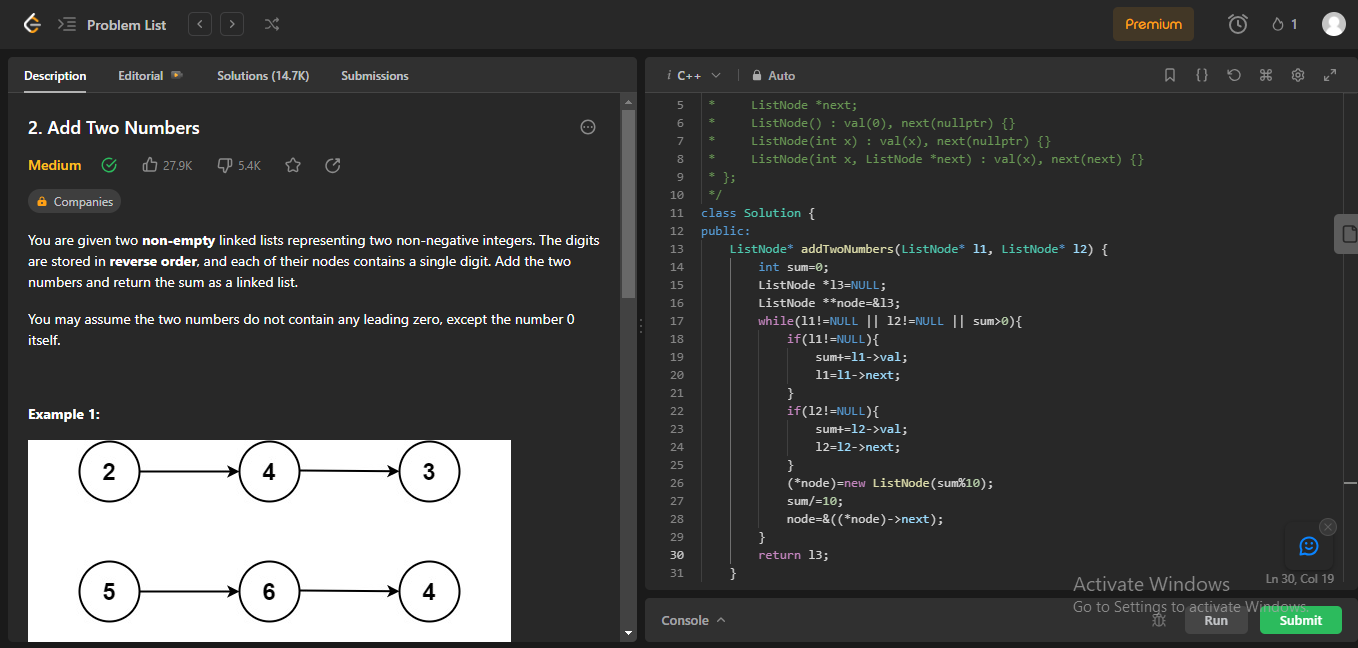 Problem List
Premium
1
Description Editorial Solutions (14.7K) Submissions
2. Add Two Numbers
Medium 27.9K 5.4K
Companies
You are given two non-empty linked lists representing two non-negative integers. The digits
are stored in reverse order, and each of their nodes contains a single digit. Add the two
numbers and return the sum as a linked list.
You may assume the two numbers do not contain any leading zero, except the number 0
itself.
Example 1:
2 4 3
5 6 4
i C++ Auto
5 * ListNode *next;
6 * ListNode() : val(0), next(nullptr) {}
7 * ListNode(int x) : val(x), next(nullptr) {}
8 * ListNode(int x, ListNode *next) : val(x), next(next) {}
9 * };
10 */
11 class Solution {
12 public:
13 ListNode* addTwoNumbers(ListNode* l1, ListNode* l2) {
14 int sum=0;
15 ListNode *l3=NULL;
16 ListNode **node=&l3;
17 while(l1!=NULL || l2!=NULL || sum>0){
18 if(l1!=NULL){
19 sum+=l1->val;
20 l1=l1->next;
21 }
22 if(l2!=NULL){
23 sum+=l2->val;
24 l2=l2->next;
25 }
26 (*node)=new ListNode(sum%10);
27 sum/=10;
28 node=&((*node)->next);
29 }
30 return l3;
31 }
Ln 30, Col 19
Activate Windows
Go to Settings to activate Windows.
Console Run Submit